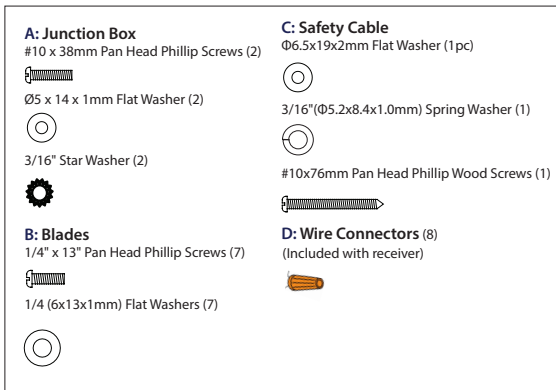 A: Junction Box
#10 x 38mm Pan Head Phillip Screws (2)
Ø5 x 14 x 1mm Flat Washer (2)
3/16" Star Washer (2)
B: Blades
1/4" x 13" Pan Head Phillip Screws (7)
1/4 (6x13x1mm) Flat Washers (7)
C: Safety Cable
Φ6.5x19x2mm Flat Washer (1pc)
3/16"(Φ5.2x8.4x1.0mm) Spring Washer (1)
#10x76mm Pan Head Phillip Wood Screws (1)
D: Wire Connectors (8)
(Included with receiver)